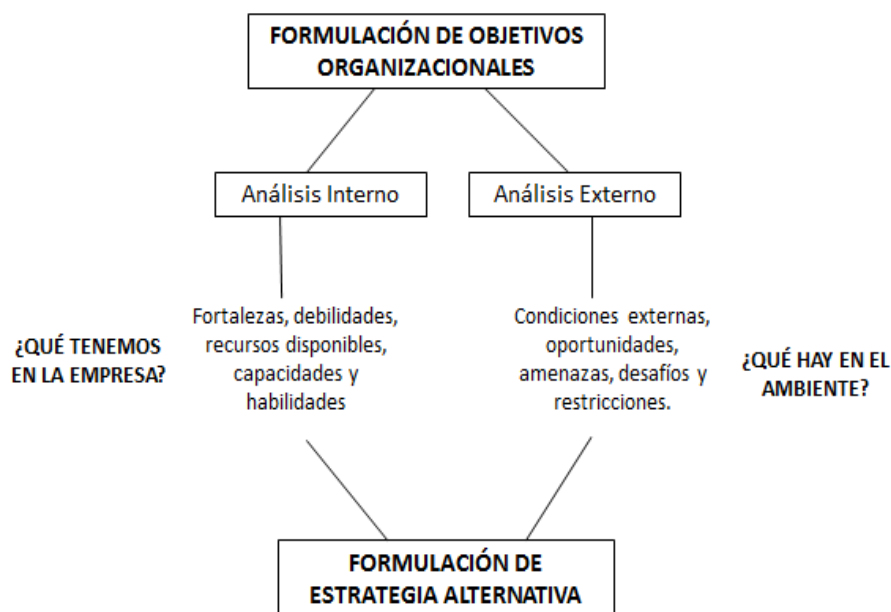 FORMULACIÓN DE OBJETIVOS
ORGANIZACIONALES
Análisis Interno
Análisis Externo
¿QUÉ TENEMOS
EN LA EMPRESA?
Fortalezas, debilidades,
recursos disponibles,
capacidades y
habilidades
Condiciones externas,
oportunidades,
amenazas, desafíos y
restricciones.
¿QUÉ HAY EN EL
AMBIENTE?
FORMULACIÓN DE
ESTRATEGIA ALTERNATIVA